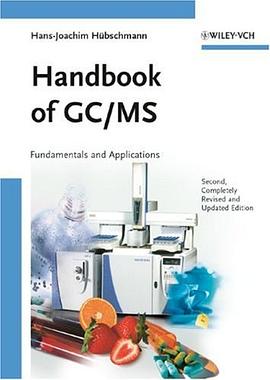 Hans-Joachim Hübschmann
WILEY-VCH
Handbook
of GC/MS
Fundamentals and Applications
Second,
Completely
Revised and
Updated Edition